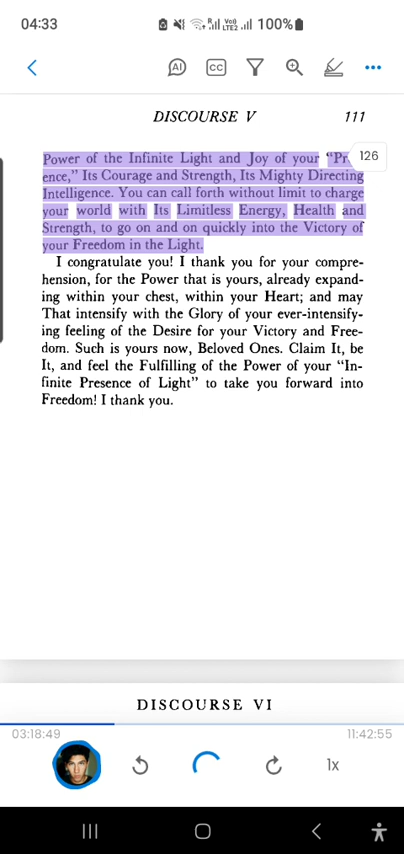 04:33
Voi)
LTE2
100%
AI
CC
DISCOURSE V 111
126
Power of the Infinite Light and Joy of your “Pr
ence,” Its Courage and Strength, Its Mighty Directing
Intelligence. You can call forth without limit to charge
your world with Its Limitless Energy, Health and
Strength, to go on and on quickly into the Victory of
your Freedom in the Light.
I congratulate you! I thank you for your compre-
hension, for the Power that is yours, already expand-
ing within your chest, within your Heart; and may
That intensify with the Glory of your ever-intensify-
ing feeling of the Desire for your Victory and Free-
dom. Such is yours now, Beloved Ones. Claim It, be
It, and feel the Fulfilling of the Power of your “In-
finite Presence of Light” to take you forward into
Freedom! I thank you.
DISCOURSE VI
03:18:49 11:42:55
1x